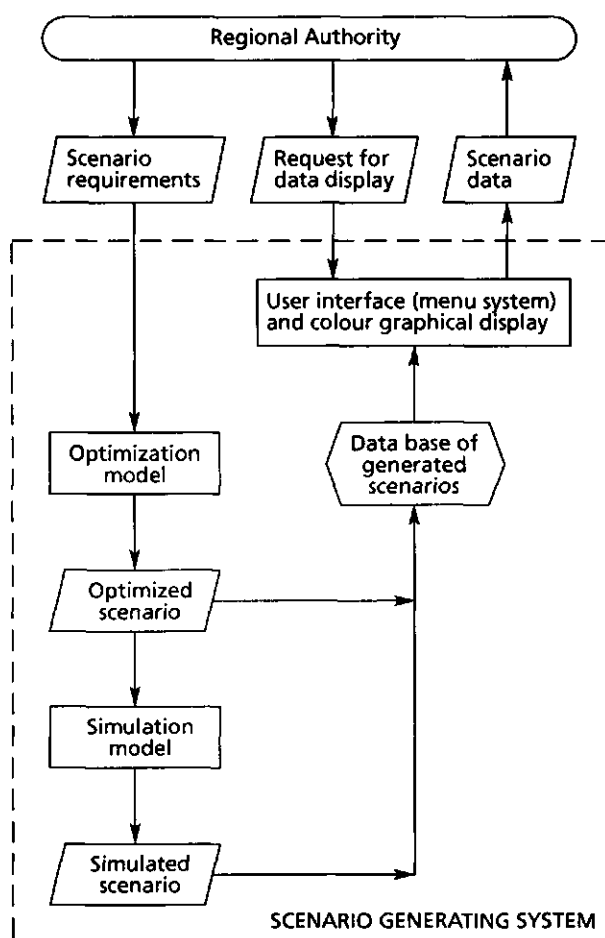 Regional Authority
Scenario
requirements
Request for
data display
Scenario
data
User interface (menu system)
and colour graphical display
Optimization
model
Data base of
generated
scenarios
Optimized
scenario
Simulation
model
Simulated
scenario
SCENARIO GENERATING SYSTEM